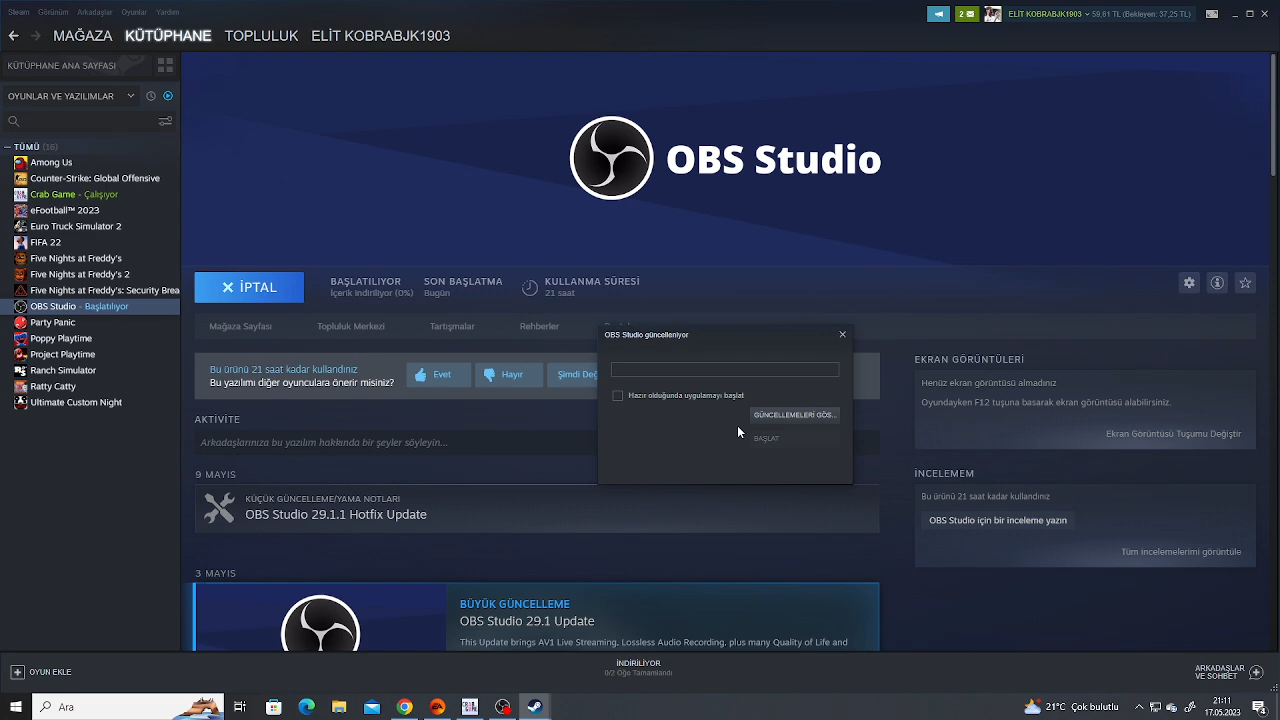 Steam Görünüm Arkadaşlar Oyunlar Yardım
2
ELİT KOBRABJK1903
59,81 TL (Bekleyen: 37,25 TL)
MAĞAZA KÜTÜPHANE TOPLULUK ELİT KOBRABJK1903
KÜTÜPHANE ANA SAYFASI
OYUNLAR VE YAZILIMLAR
TÜMÜ (16)
Among Us
Counter-Strike: Global Offensive
Crab Game - Çalışıyor
eFootball™ 2023
Euro Truck Simulator 2
FIFA 22
Five Nights at Freddy's
Five Nights at Freddy's 2
Five Nights at Freddy's: Security Brea
OBS Studio - Başlatılıyor
Party Panic
Poppy Playtime
Project Playtime
Ranch Simulator
Ratty Catty
Ultimate Custom Night
OBS Studio
İPTAL
BAŞLATILIYOR
İçerik indiriliyor (0%)
SON BAŞLATMA
Bugün
KULLANMA SÜRESİ
21 saat
Mağaza Sayfası Topluluk Merkezi Tartışmalar Rehberler
Bu ürünü 21 saat kadar kullandınız
Bu yazılımı diğer oyunculara önerir misiniz?
Evet
Hayır
Şimdi Değ
OBS Studio güncelleniyor
Hazır olduğunda uygulamayı başlat
GÜNCELLEMELERİ GÖS...
BAŞLAT
AKTİVİTE
Arkadaşlarınıza bu yazılım hakkında bir şeyler söyleyin...
9 MAYIS
KÜÇÜK GÜNCELLEME/YAMA NOTLARI
OBS Studio 29.1.1 Hotfix Update
3 MAYIS
BÜYÜK GÜNCELLEME
OBS Studio 29.1 Update
This Update brings AV1 Live Streaming, Lossless Audio Recording, plus many Quality of Life and
EKRAN GÖRÜNTÜLERİ
Henüz ekran görüntüsü almadınız
Oyundayken F12 tuşuna basarak ekran görüntüsü alabilirsiniz.
Ekran Görüntüsü Tuşumu Değiştir
İNCELEMEM
Bu ürünü 21 saat kadar kullandınız
OBS Studio için bir inceleme yazın
Tüm incelemelerimi görüntüle
OYUN EKLE
İNDİRİLİYOR
0/2 Öğe Tamamlandı
ARKADAŞLAR
VE SOHBET
Ara
21°C Çok bulutlu
21:11
17.05.2023